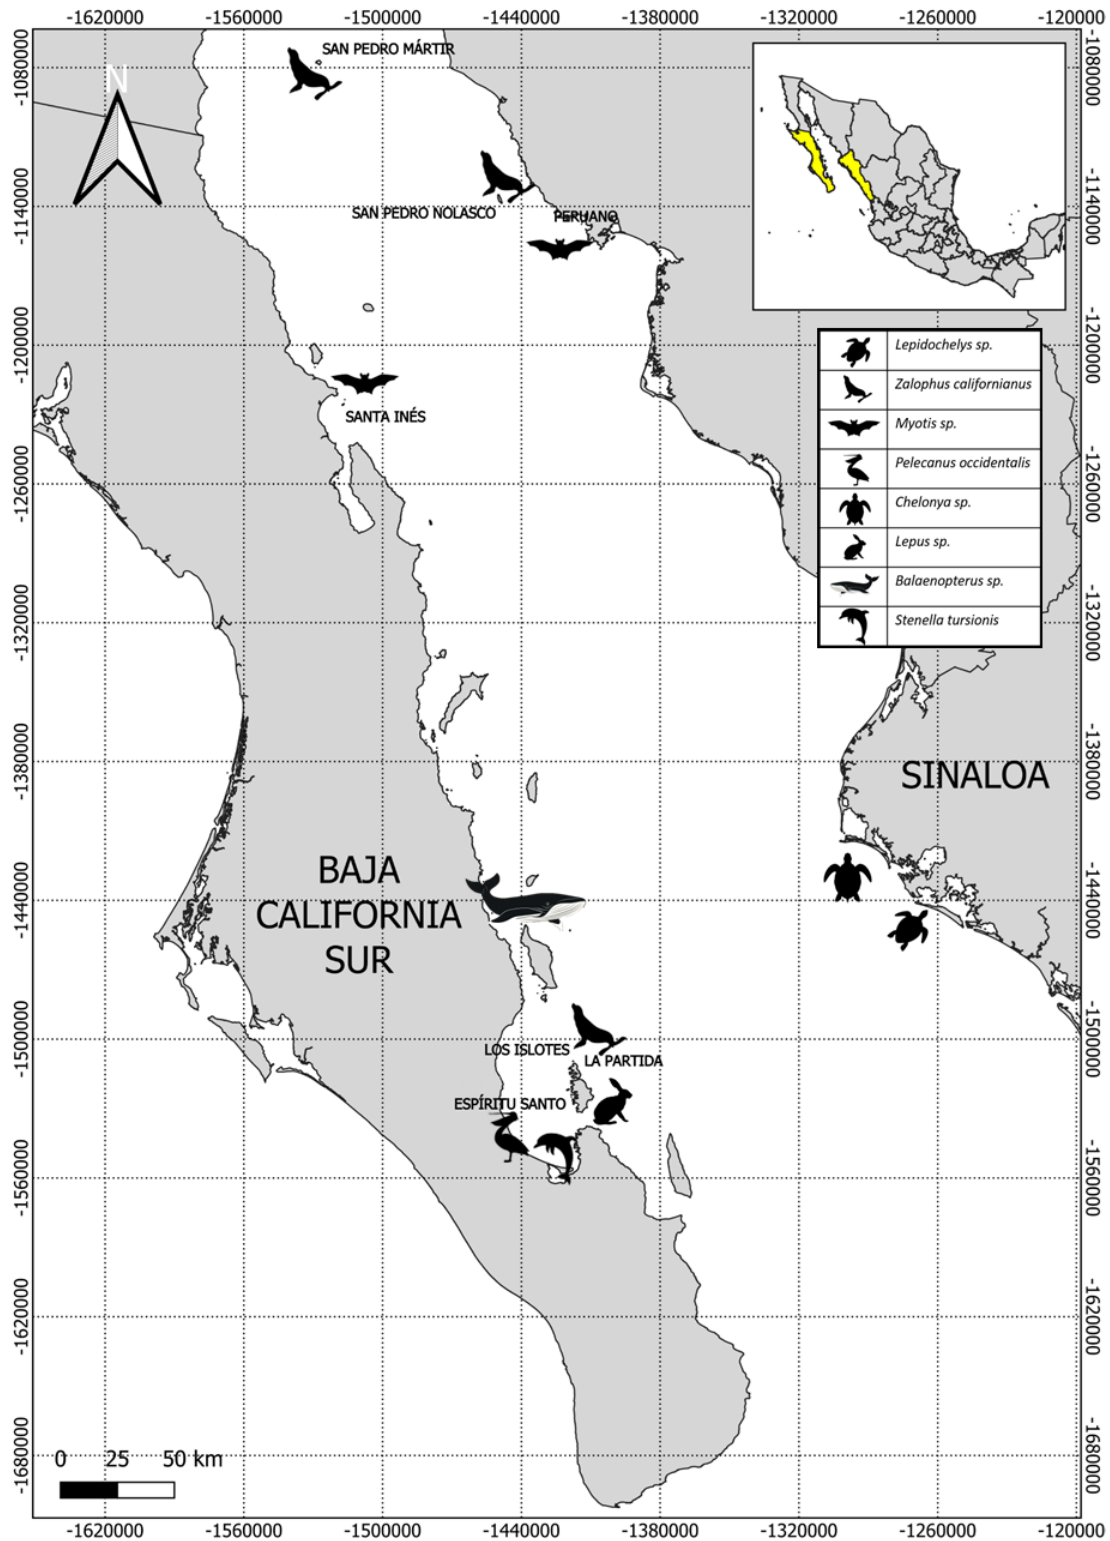 -1620000 -1560000 -1500000 -1440000 -1380000 -1320000 -1260000 -120000
-1080000 -1140000 -1200000 -1260000 -1320000 -1380000 -1440000 -1500000 -1560000 -1620000 -1680000
N
SAN PEDRO MÁRTIR
SAN PEDRO NOLASCO
PERUANO
SANTA INÉS
Lepidochelys sp.
Zalophus californianus
Myotis sp.
Pelecanus occidentalis
Chelonya sp.
Lepus sp.
Balaenopterus sp.
Stenella tursionis
SINALOA
BAJA
CALIFORNIA
SUR
LOS ISLOTES
LA PARTIDA
ESPÍRITU SANTO
0 25 50 km
-1080000 -1140000 -1200000 -1260000 -1320000 -1380000 -1440000 -1500000 -1560000 -1620000 -1680000
-1620000 -1560000 -1500000 -1440000 -1380000 -1320000 -1260000 -120000